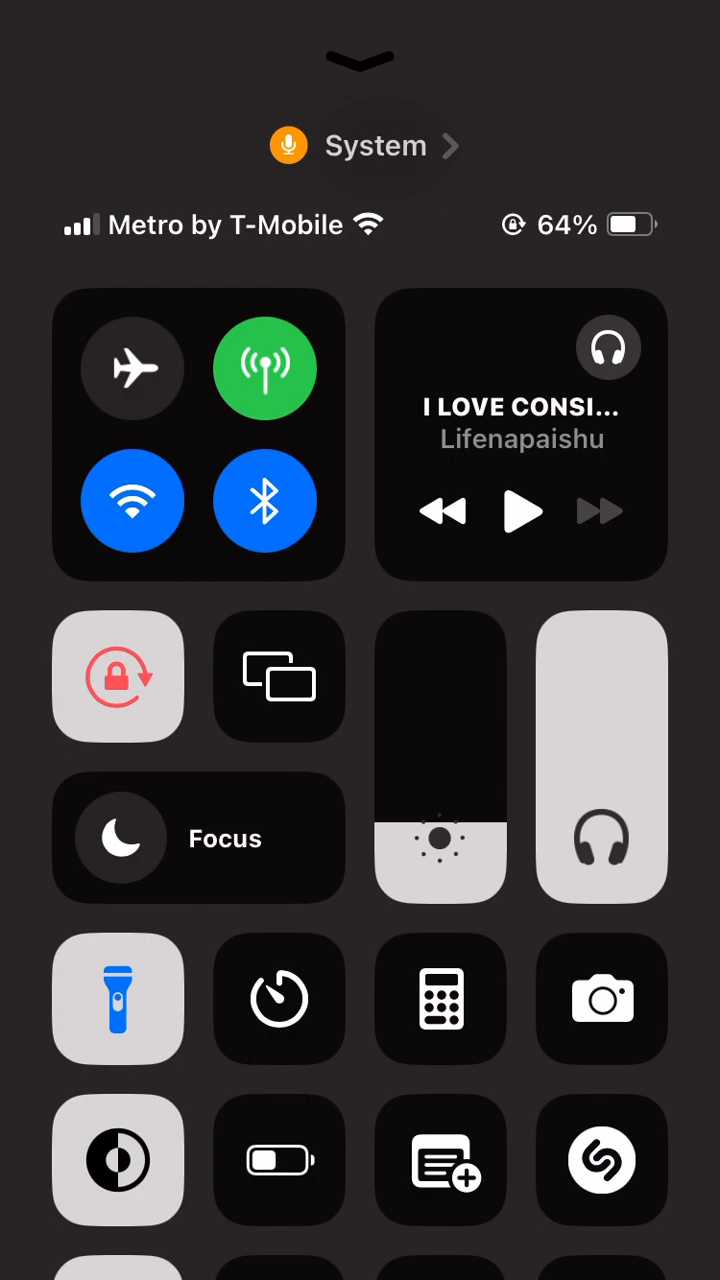 System
Metro by T-Mobile
64%
I LOVE CONSI...
Lifenapaishu
Focus